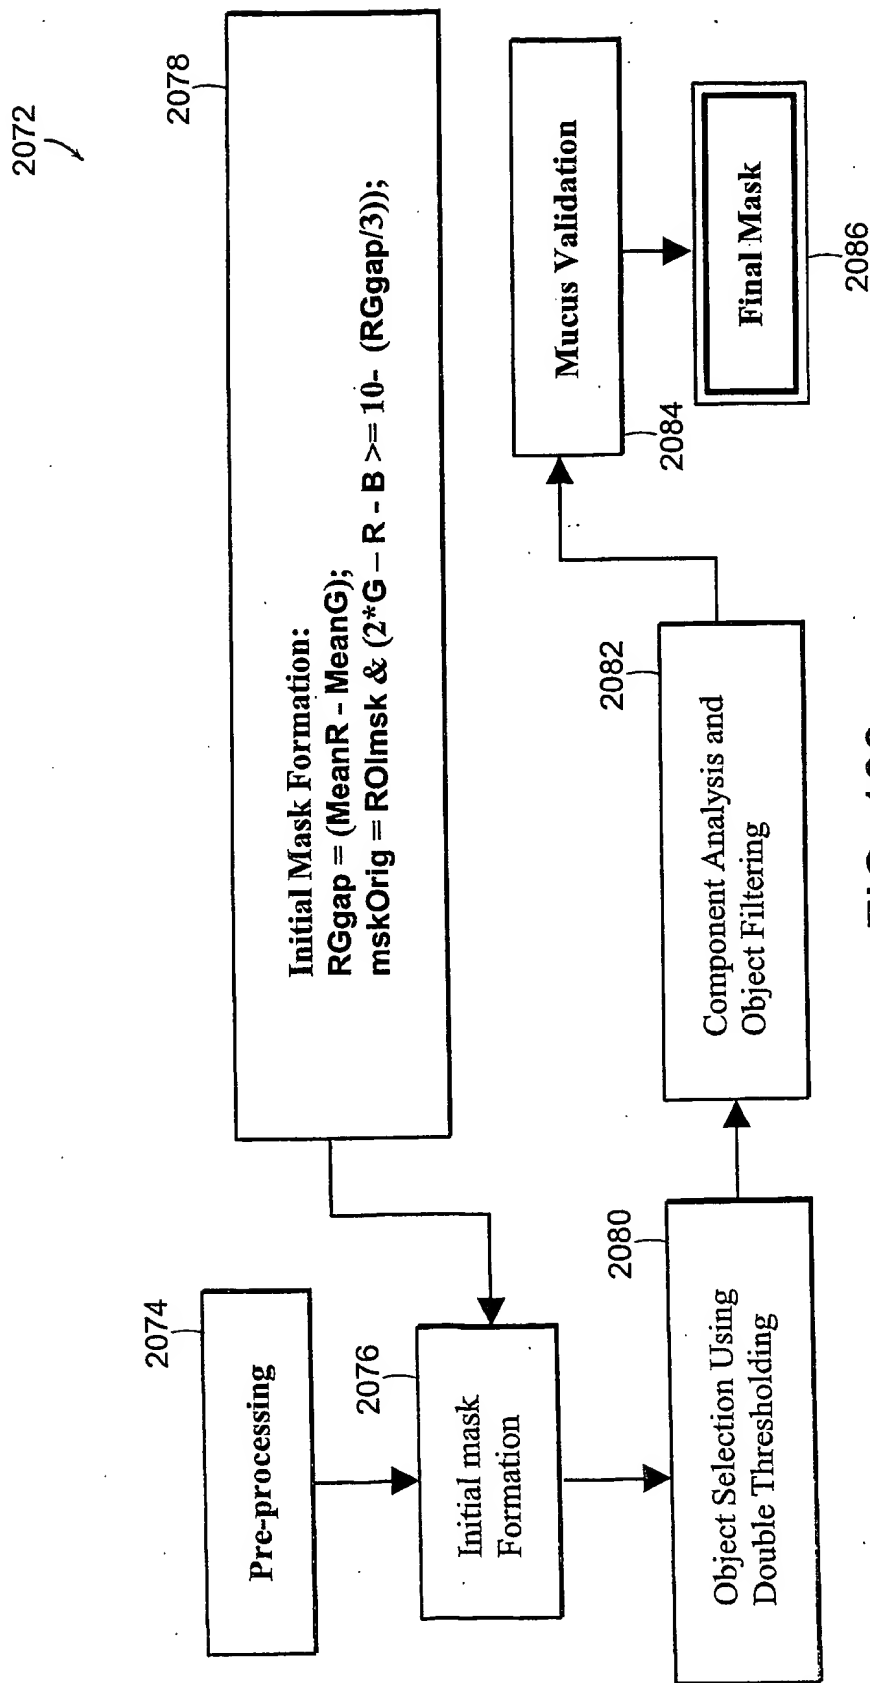 2072
2074
Pre-processing
2078
Initial Mask Formation:
RGgap = (MeanR - MeanG);
mskOrig = ROImsk & (2*G – R - B >= 10- (RGgap/3));
2076
Initial mask
Formation
2080
Object Selection Using
Double Thresholding
2082
Component Analysis and
Object Filtering
2084
Mucus Validation
Final Mask
2086